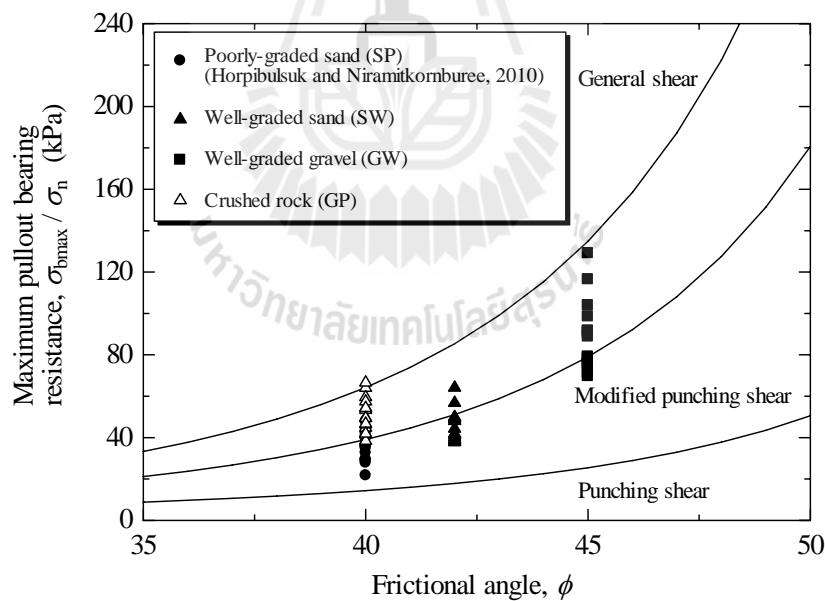 240
200
160
120
80
40
0
35
40
45
50
Maximum pullout bearing
resistance, σbmax / σn (kPa)
Frictional angle, ϕ
Poorly-graded sand (SP)
(Horpibulsuk and Niramitkornburee, 2010)
Well-graded sand (SW)
Well-graded gravel (GW)
Crushed rock (GP)
General shear
Modified punching shear
Punching shear